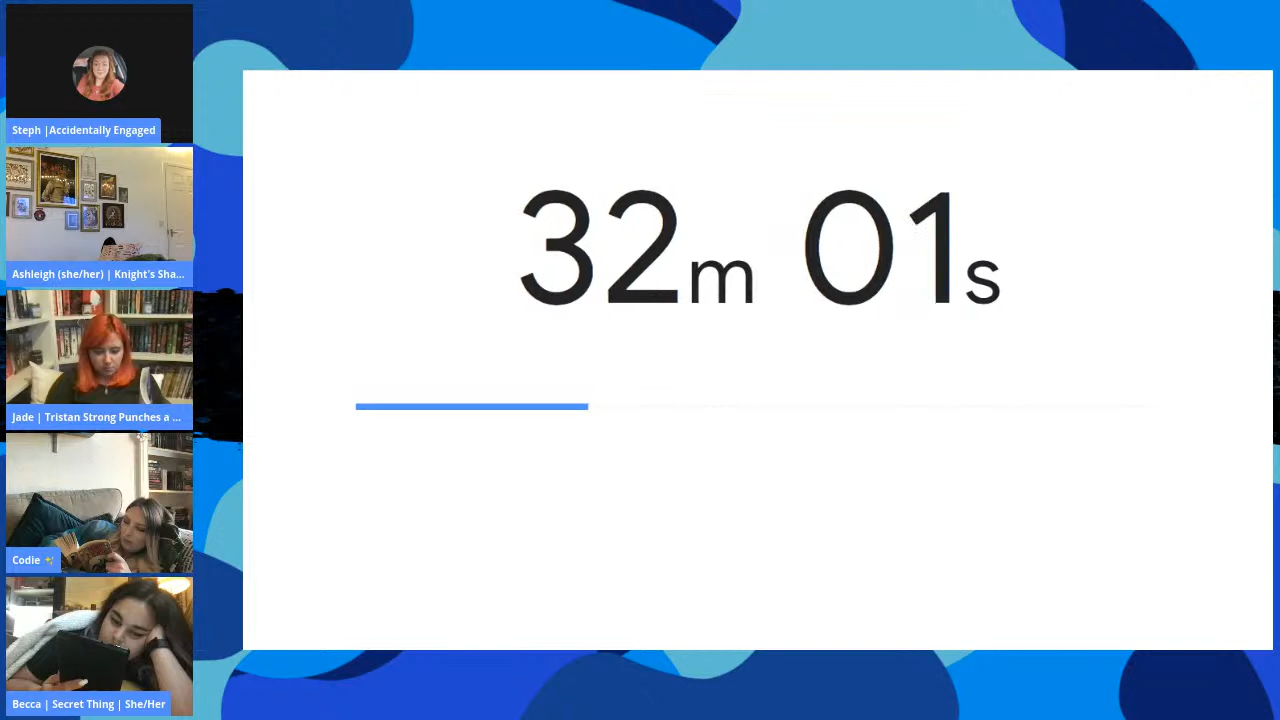 Steph |Accidentally Engaged
32m 01s
Ashleigh (she/her) | Knight's Sha...
Jade | Tristan Strong Punches a ...
Codie ✨
Becca | Secret Thing | She/Her